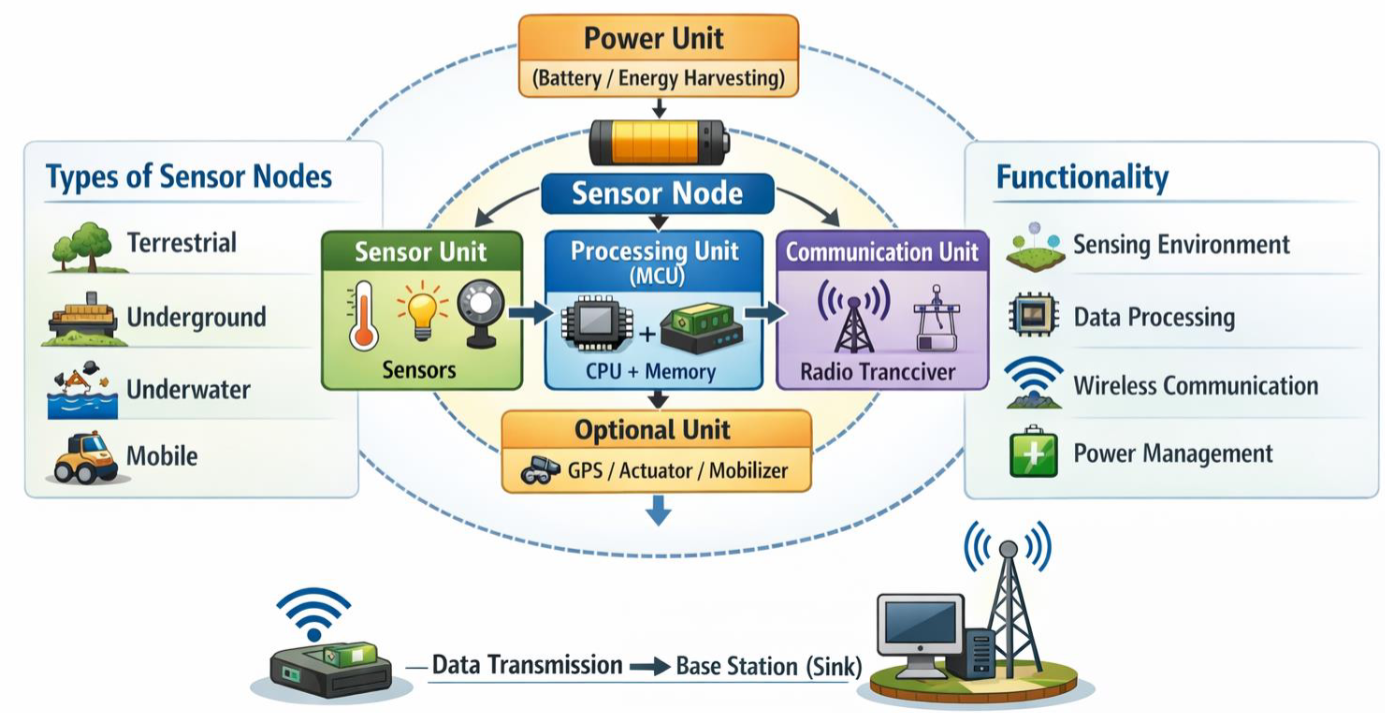 Power Unit
(Battery / Energy Harvesting)
Types of Sensor Nodes
Terrestrial
Underground
Underwater
Mobile
Sensor Node
Sensor Unit
Sensors
Processing Unit
(MCU)
+
CPU + Memory
Communication Unit
Radio Trancciver
Optional Unit
GPS / Actuator / Mobilizer
Functionality
Sensing Environment
Data Processing
Wireless Communication
Power Management
Data Transmission
Base Station (Sink)